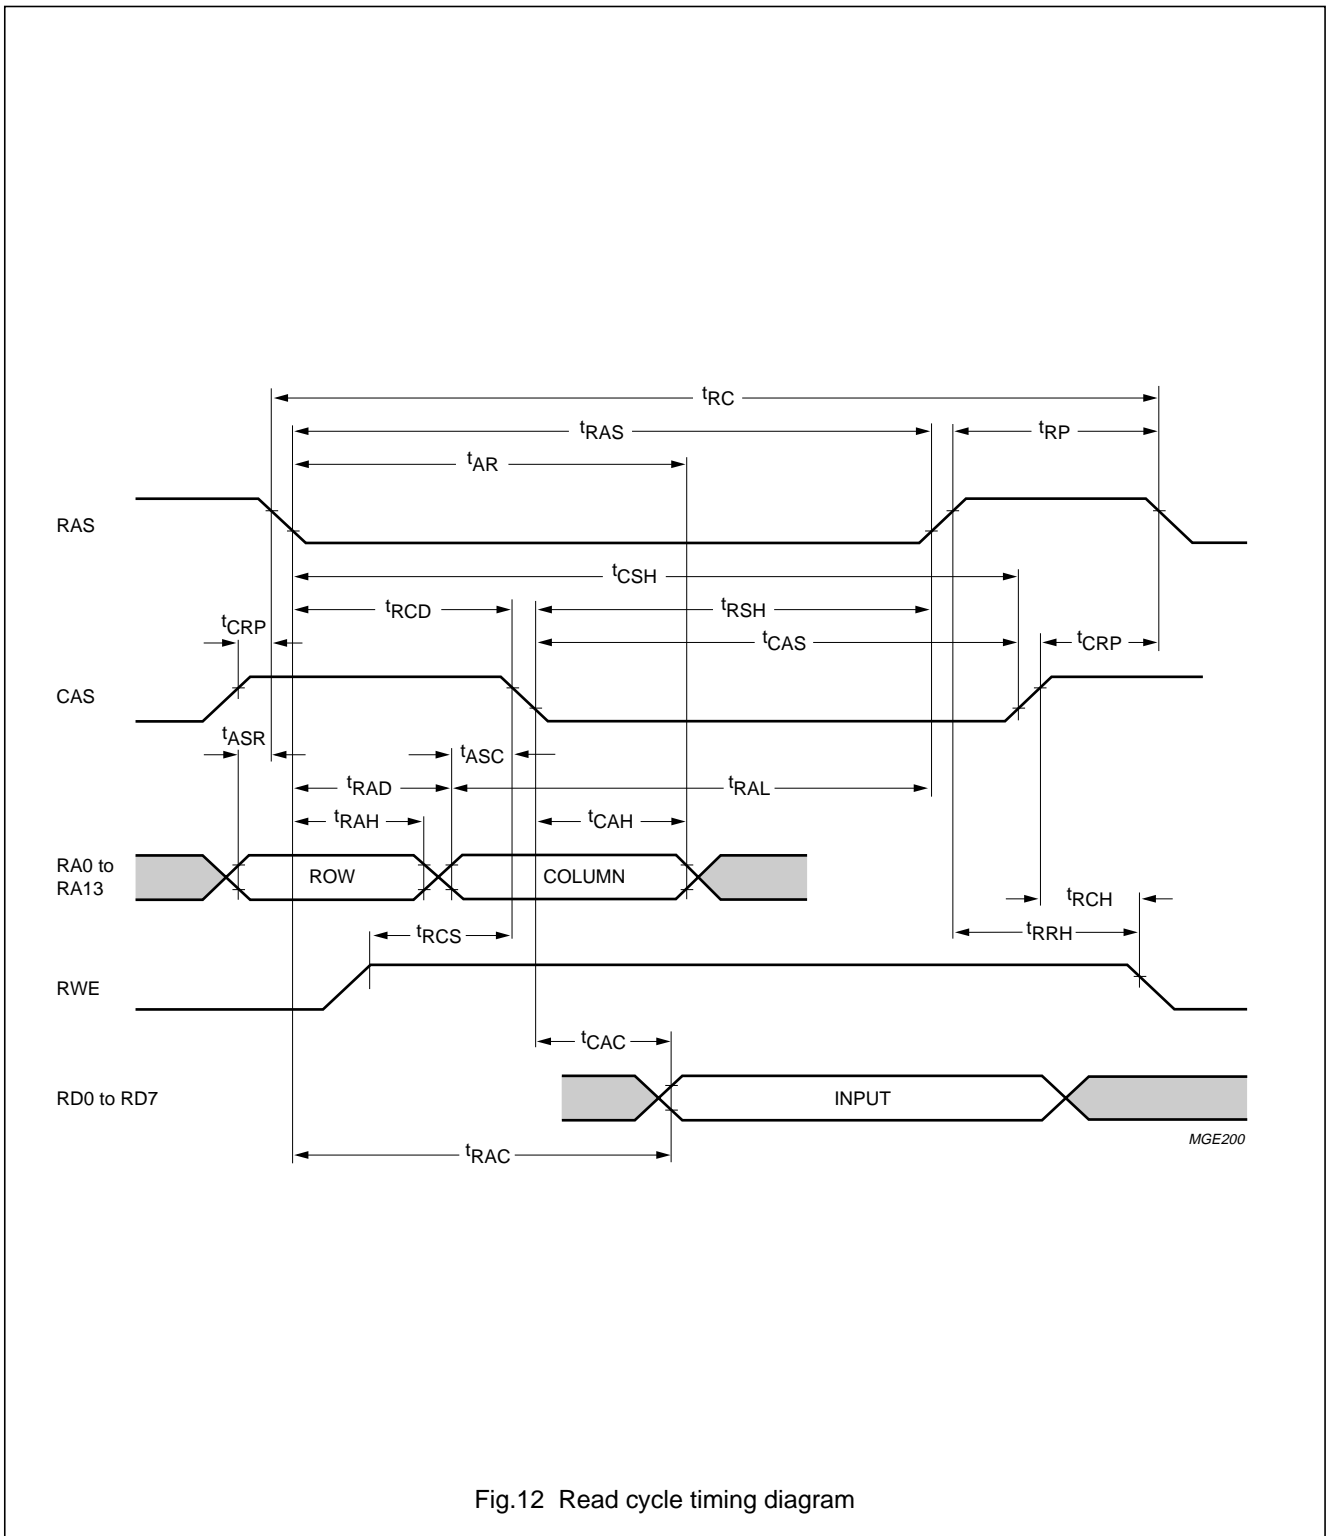 tRC
tRAS
tRP
tAR
RAS
tCSH
tRCD
tRSH
tCRP
tCAS
tCRP
CAS
tASR
tASC
tRAD
tRAL
tRAH
tCAH
RA0 to
RA13
ROW
COLUMN
tRCH
tRCS
tRRH
RWE
tCAC
RD0 to RD7
INPUT
MGE200
tRAC
Fig.12 Read cycle timing diagram